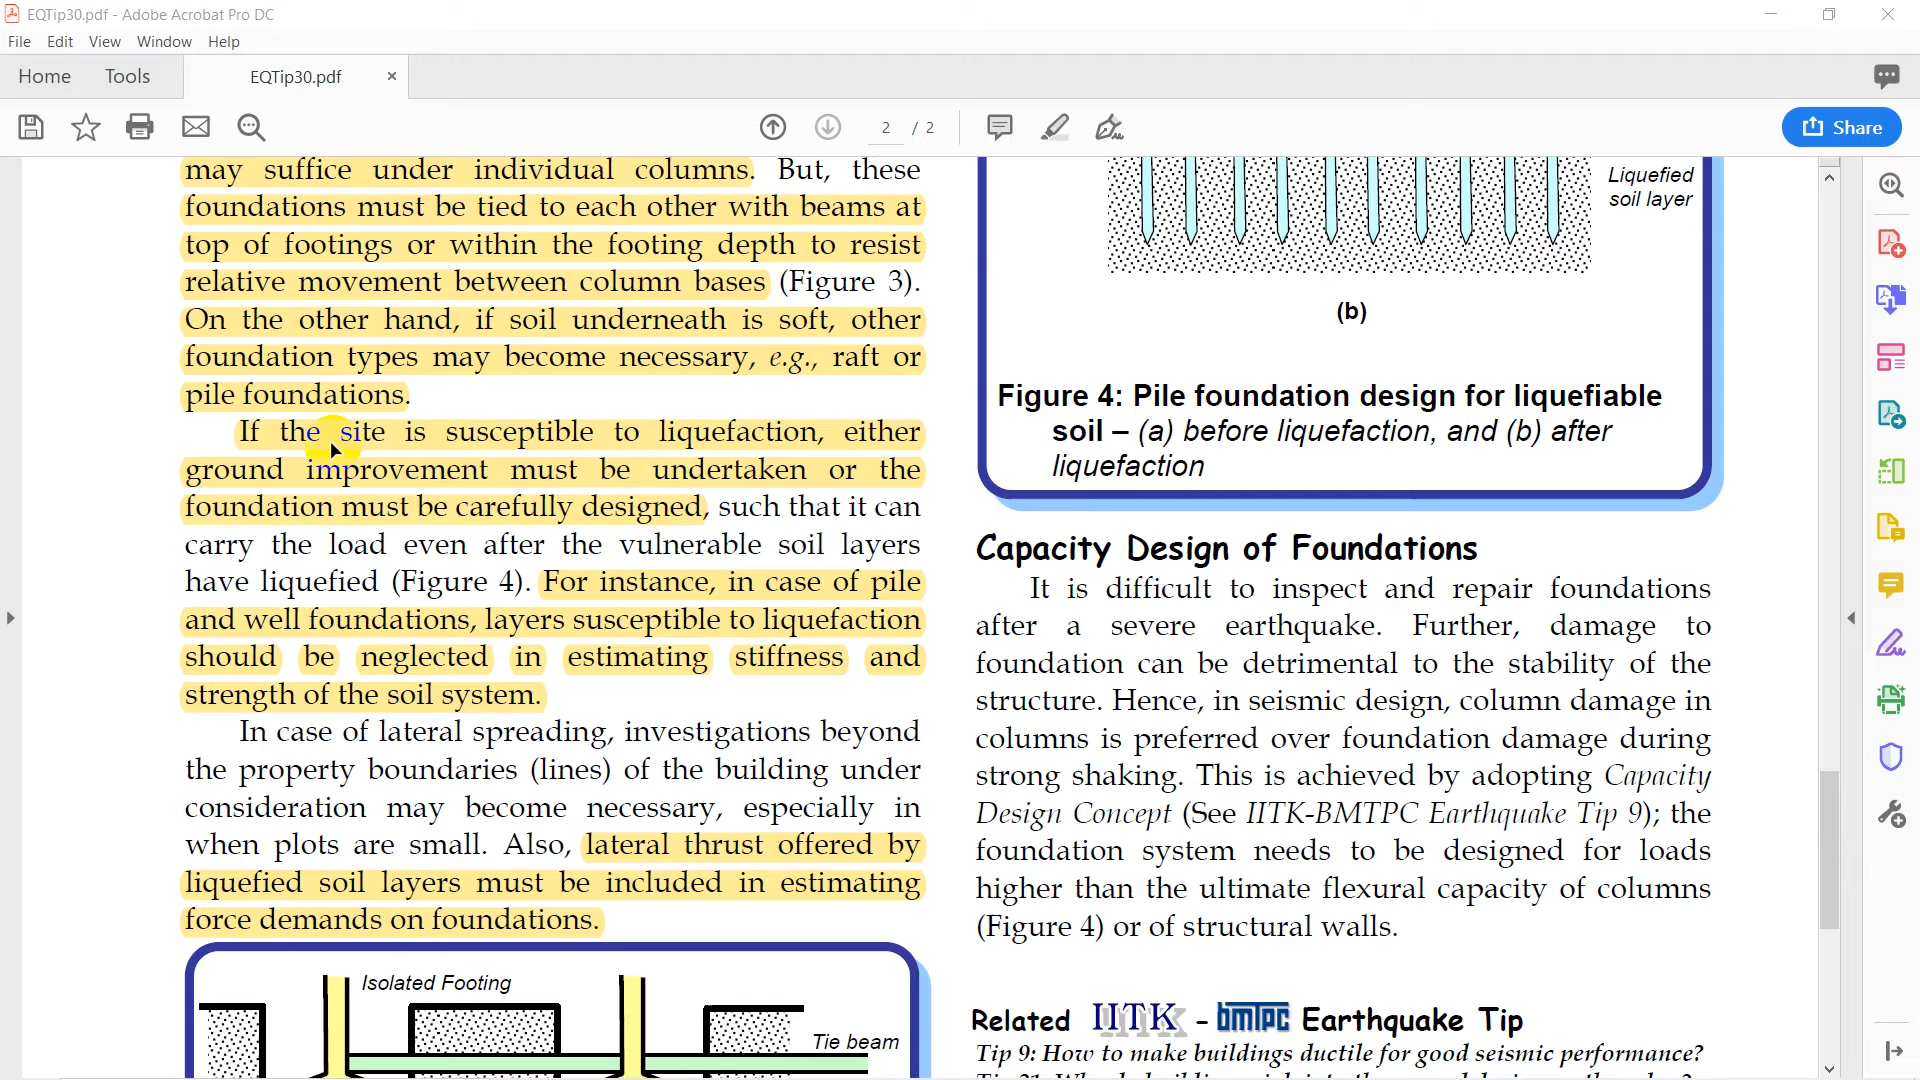 EQTip30.pdf - Adobe Acrobat Pro DC
File Edit View Window Help
Home Tools EQTip30.pdf ×
2 / 2
Share
may suffice under individual columns. But, these
foundations must be tied to each other with beams at
top of footings or within the footing depth to resist
relative movement between column bases (Figure 3).
On the other hand, if soil underneath is soft, other
foundation types may become necessary, e.g., raft or
pile foundations.
If the site is susceptible to liquefaction, either
ground improvement must be undertaken or the
foundation must be carefully designed, such that it can
carry the load even after the vulnerable soil layers
have liquefied (Figure 4). For instance, in case of pile
and well foundations, layers susceptible to liquefaction
should be neglected in estimating stiffness and
strength of the soil system.
In case of lateral spreading, investigations beyond
the property boundaries (lines) of the building under
consideration may become necessary, especially in
when plots are small. Also, lateral thrust offered by
liquefied soil layers must be included in estimating
force demands on foundations.
Isolated Footing
Tie beam
Liquefied
soil layer
(b)
Figure 4: Pile foundation design for liquefiable
soil – (a) before liquefaction, and (b) after
liquefaction
Capacity Design of Foundations
It is difficult to inspect and repair foundations
after a severe earthquake. Further, damage to
foundation can be detrimental to the stability of the
structure. Hence, in seismic design, column damage in
columns is preferred over foundation damage during
strong shaking. This is achieved by adopting Capacity
Design Concept (See IITK-BMTPC Earthquake Tip 9); the
foundation system needs to be designed for loads
higher than the ultimate flexural capacity of columns
(Figure 4) or of structural walls.
Related IITK - bmtpc Earthquake Tip
Tip 9: How to make buildings ductile for good seismic performance?